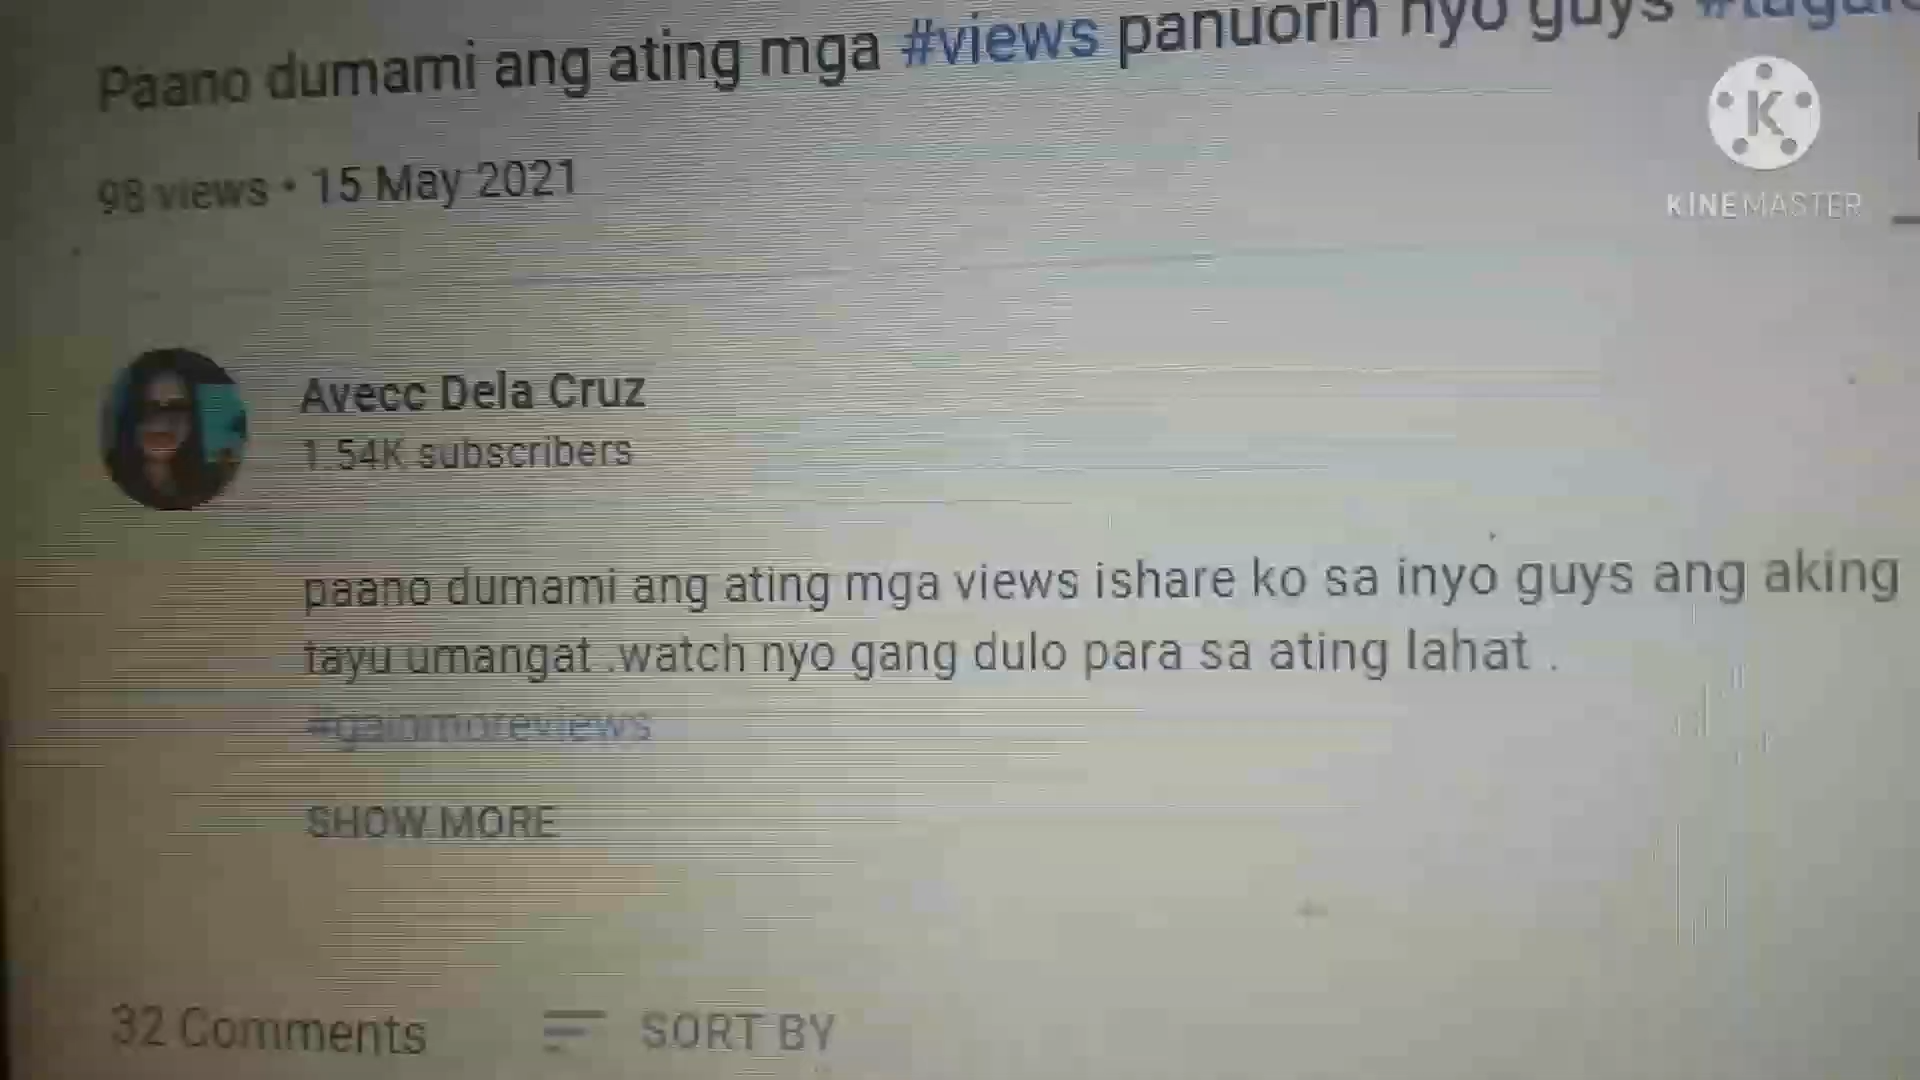 Paano dumami ang ating mga #views panuorin nyo guys
K
KINEMASTER
98 views • 15 May 2021
Avecc Dela Cruz
1.54K subscribers
paano dumami ang ating mga views ishare ko sa inyo guys ang aking
tayu umangat .watch nyo gang dulo para sa ating lahat .
#gainmoreviews
SHOW MORE
32 Comments
SORT BY